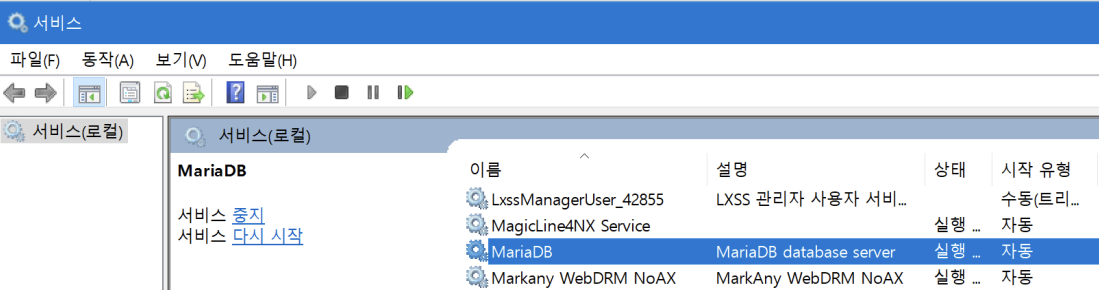 서비스
파일(F) 동작(A) 보기(V) 도움말(H)
서비스(로컬)
서비스(로컬)
MariaDB
서비스 중지
서비스 다시 시작
이름 설명 상태 시작 유형
LxssManagerUser_42855 LXSS 관리자 사용자 서비... 수동(트리...
MagicLine4NX Service 실행 ... 자동
MariaDB MariaDB database server 실행 ... 자동
Markany WebDRM NoAX MarkAny WebDRM NoAX 실행 ... 자동